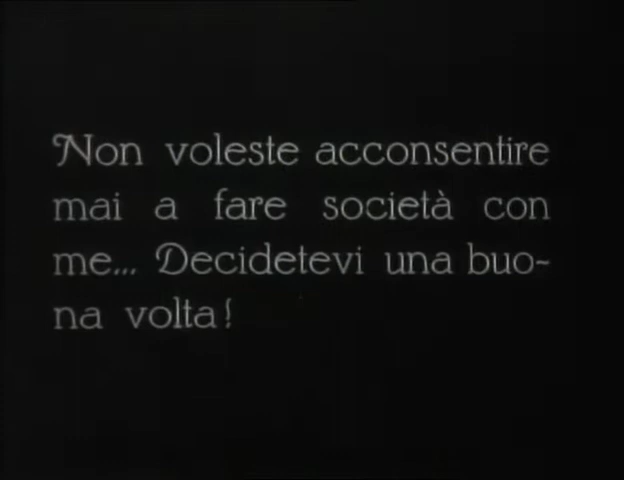 Non voleste acconsentire
mai a fare società con
me... Decidetevi una buo-
na volta!